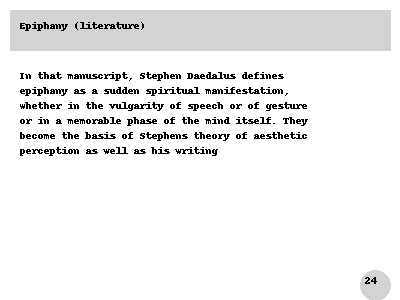 Epiphany (literature)
In that manuscript, Stephen Daedalus defines
epiphany as a sudden spiritual manifestation,
whether in the vulgarity of speech or of gesture
or in a memorable phase of the mind itself. They
become the basis of Stephens theory of aesthetic
perception as well as his writing
24